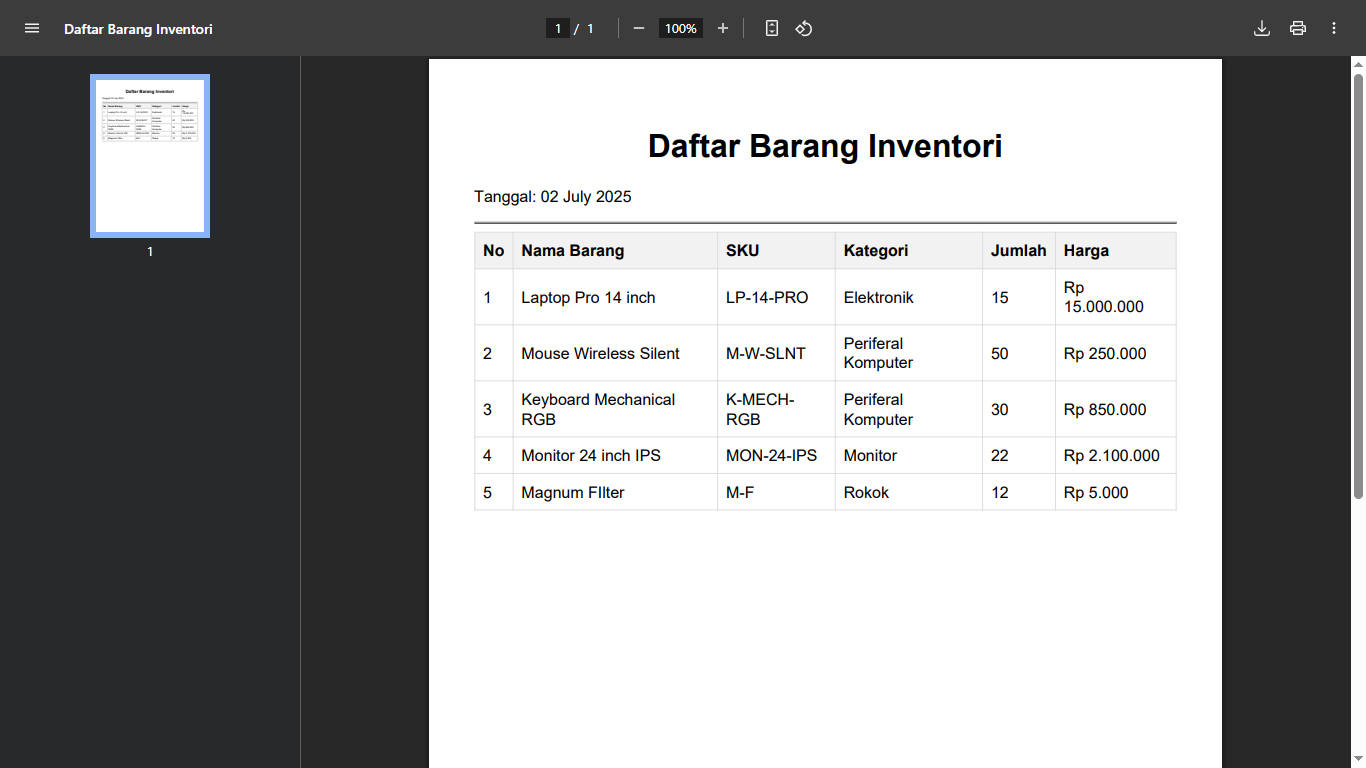 Daftar Barang Inventori
1 / 1
100%
1
Daftar Barang Inventori
Tanggal: 02 July 2025
No Nama Barang SKU Kategori Jumlah Harga
1 Laptop Pro 14 inch LP-14-PRO Elektronik 15 Rp
15.000.000
2 Mouse Wireless Silent M-W-SLNT Periferal
Komputer 50 Rp 250.000
3 Keyboard Mechanical
RGB K-MECH-
RGB Periferal
Komputer 30 Rp 850.000
4 Monitor 24 inch IPS MON-24-IPS Monitor 22 Rp 2.100.000
5 Magnum FIlter M-F Rokok 12 Rp 5.000